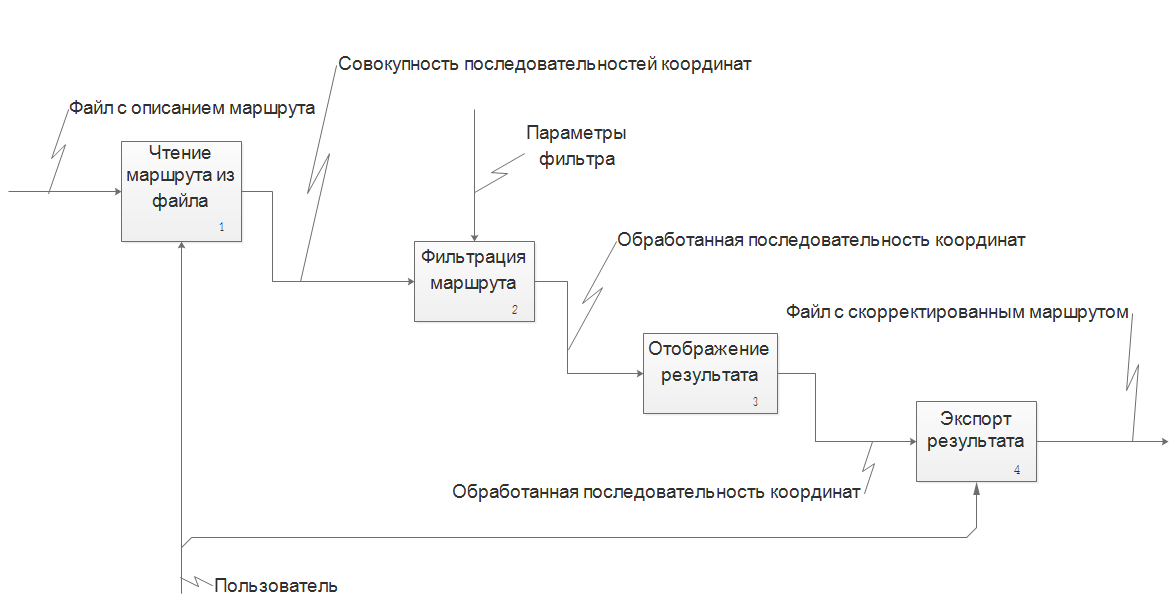 Совокупность последовательностей координат
Файл с описанием маршрута
Параметры
фильтра
Чтение
маршрута из
файла
1
Обработанная последовательность координат
Фильтрация
маршрута
2
Файл с скорректированным маршрутом
Отображение
результата
3
Экспорт
результата
4
Обработанная последовательность координат
Пользователь